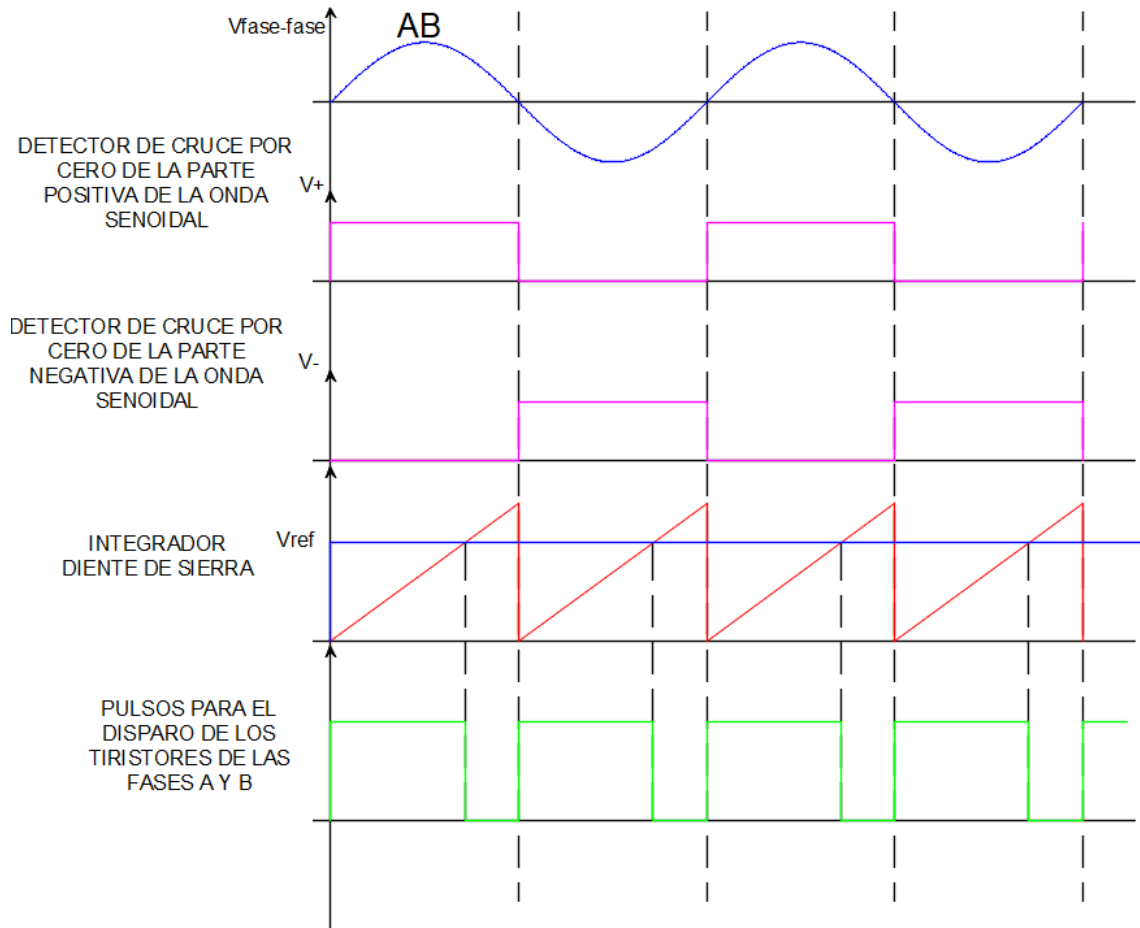 Vfase-fase
AB
DETECTOR DE CRUCE POR
CERO DE LA PARTE
POSITIVA DE LA ONDA
SENOIDAL
V+
DETECTOR DE CRUCE POR
CERO DE LA PARTE
NEGATIVA DE LA ONDA
SENOIDAL
V-
INTEGRADOR
DIENTE DE SIERRA
Vref
PULSOS PARA EL
DISPARO DE LOS
TIRISTORES DE LAS
FASES A Y B